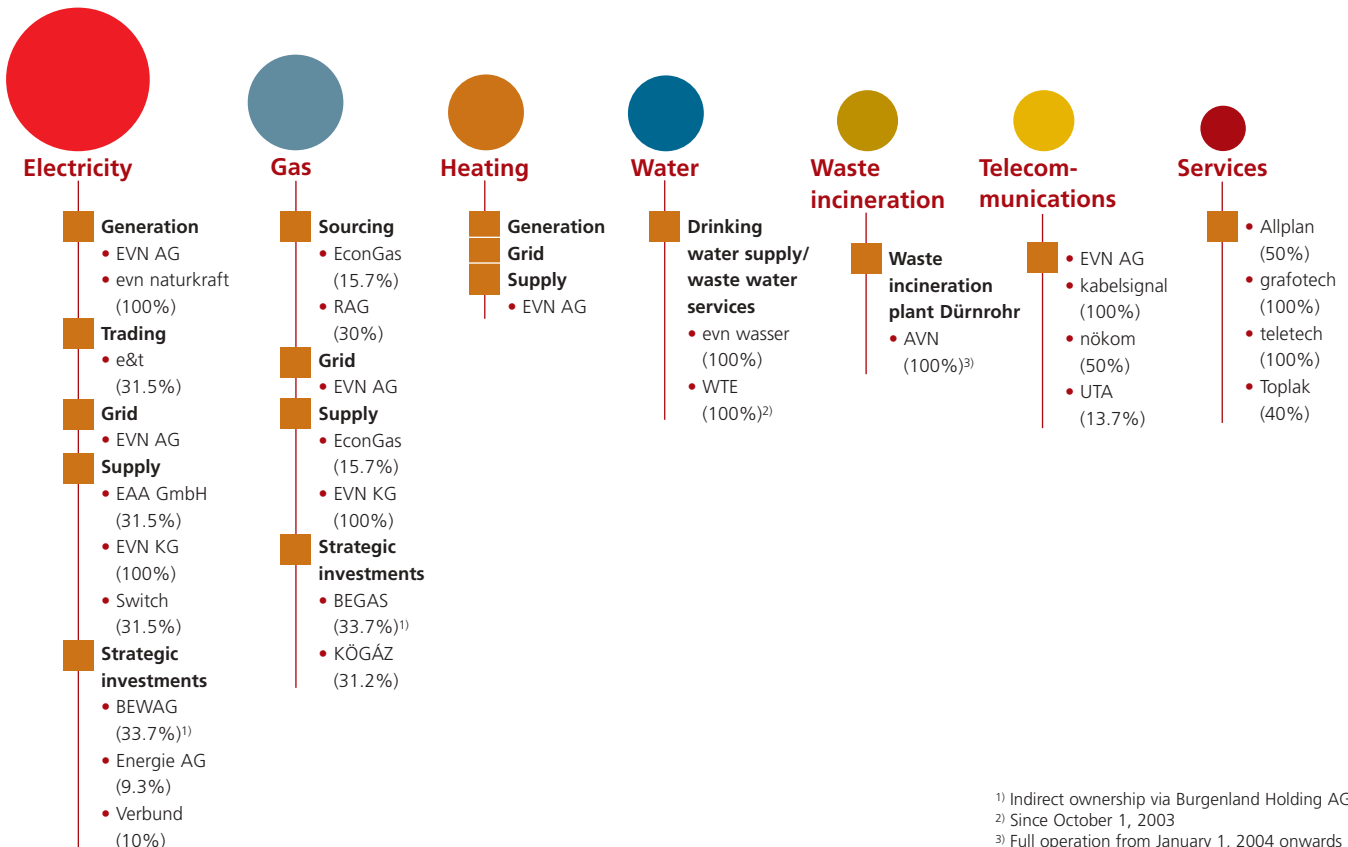 Electricity
Generation
• EVN AG
• evn naturkraft
(100%)
Trading
• e&t
(31.5%)
Grid
• EVN AG
Supply
• EAA GmbH
(31.5%)
• EVN KG
(100%)
• Switch
(31.5%)
Strategic
investments
• BEWAG
(33.7%)1)
• Energie AG
(9.3%)
• Verbund
(10%)
Gas
Sourcing
• EconGas
(15.7%)
• RAG
(30%)
Grid
• EVN AG
Supply
• EconGas
(15.7%)
• EVN KG
(100%)
Strategic
investments
• BEGAS
(33.7%)1)
• KÖGÁZ
(31.2%)
Heating
Generation
Grid
Supply
• EVN AG
Water
Drinking
water supply/
waste water
services
• evn wasser
(100%)
• WTE
(100%)2)
Waste
incineration
Waste
incineration
plant Dürnrohr
• AVN
(100%)3)
Telecom-
munications
• EVN AG
• kabelsignal
(100%)
• nökom
(50%)
• UTA
(13.7%)
Services
• Allplan
(50%)
• grafotech
(100%)
• teletech
(100%)
• Toplak
(40%)
1) Indirect ownership via Burgenland Holding AG
2) Since October 1, 2003
3) Full operation from January 1, 2004 onwards